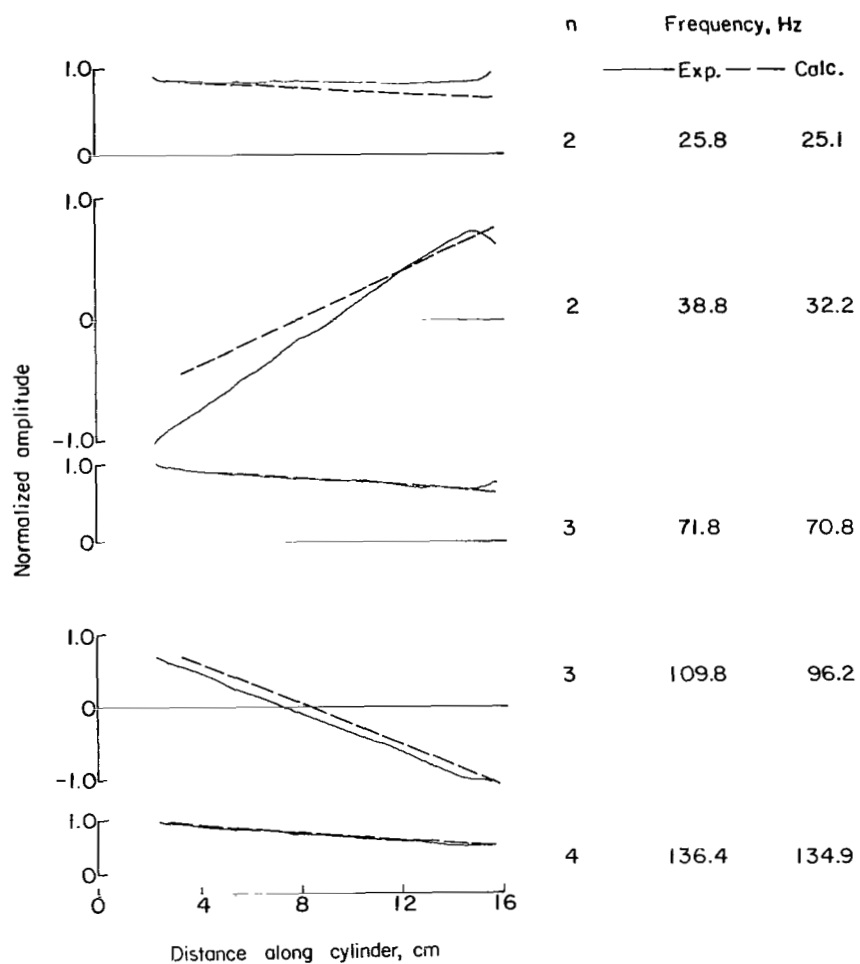 n Frequency, Hz
Exp. Calc.
1.0
0
2 25.8 25.1
1.0
0
2 38.8 32.2
-1.0
1.0
0
3 71.8 70.8
1.0
0
-1.0
3 109.8 96.2
1.0
0
4 136.4 134.9
0 4 8 12 16
Normalized amplitude
Distance along cylinder, cm